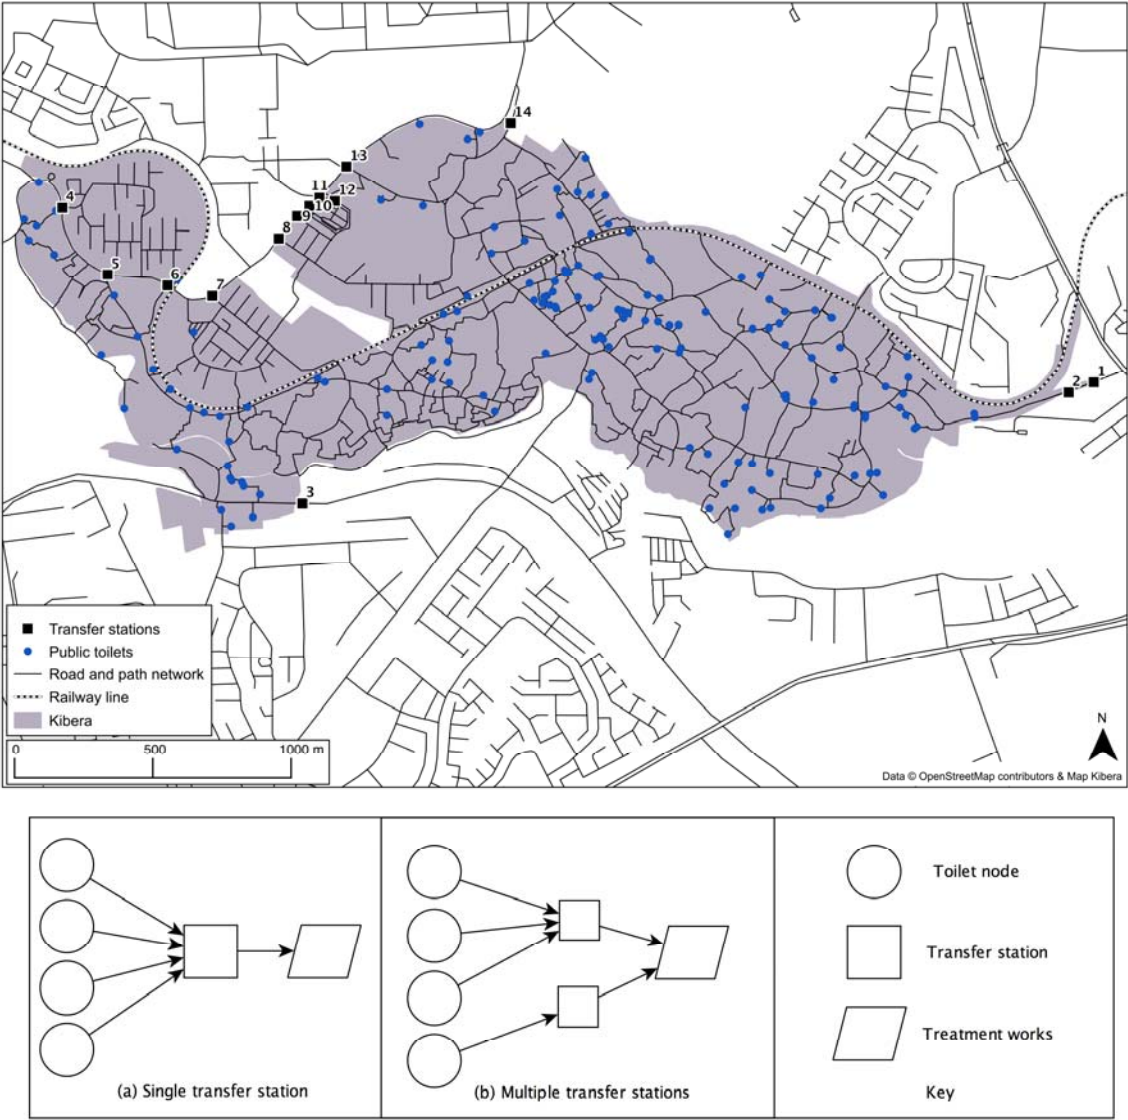 14
13
11
12
10
9
8
4
5
6
7
1
2
3
Transfer stations
Public toilets
Road and path network
Railway line
Kibera
0 500 1000 m
N
Data © OpenStreetMap contributors & Map Kibera
Toilet node
Transfer station
Treatment works
(a) Single transfer station
(b) Multiple transfer stations
Key